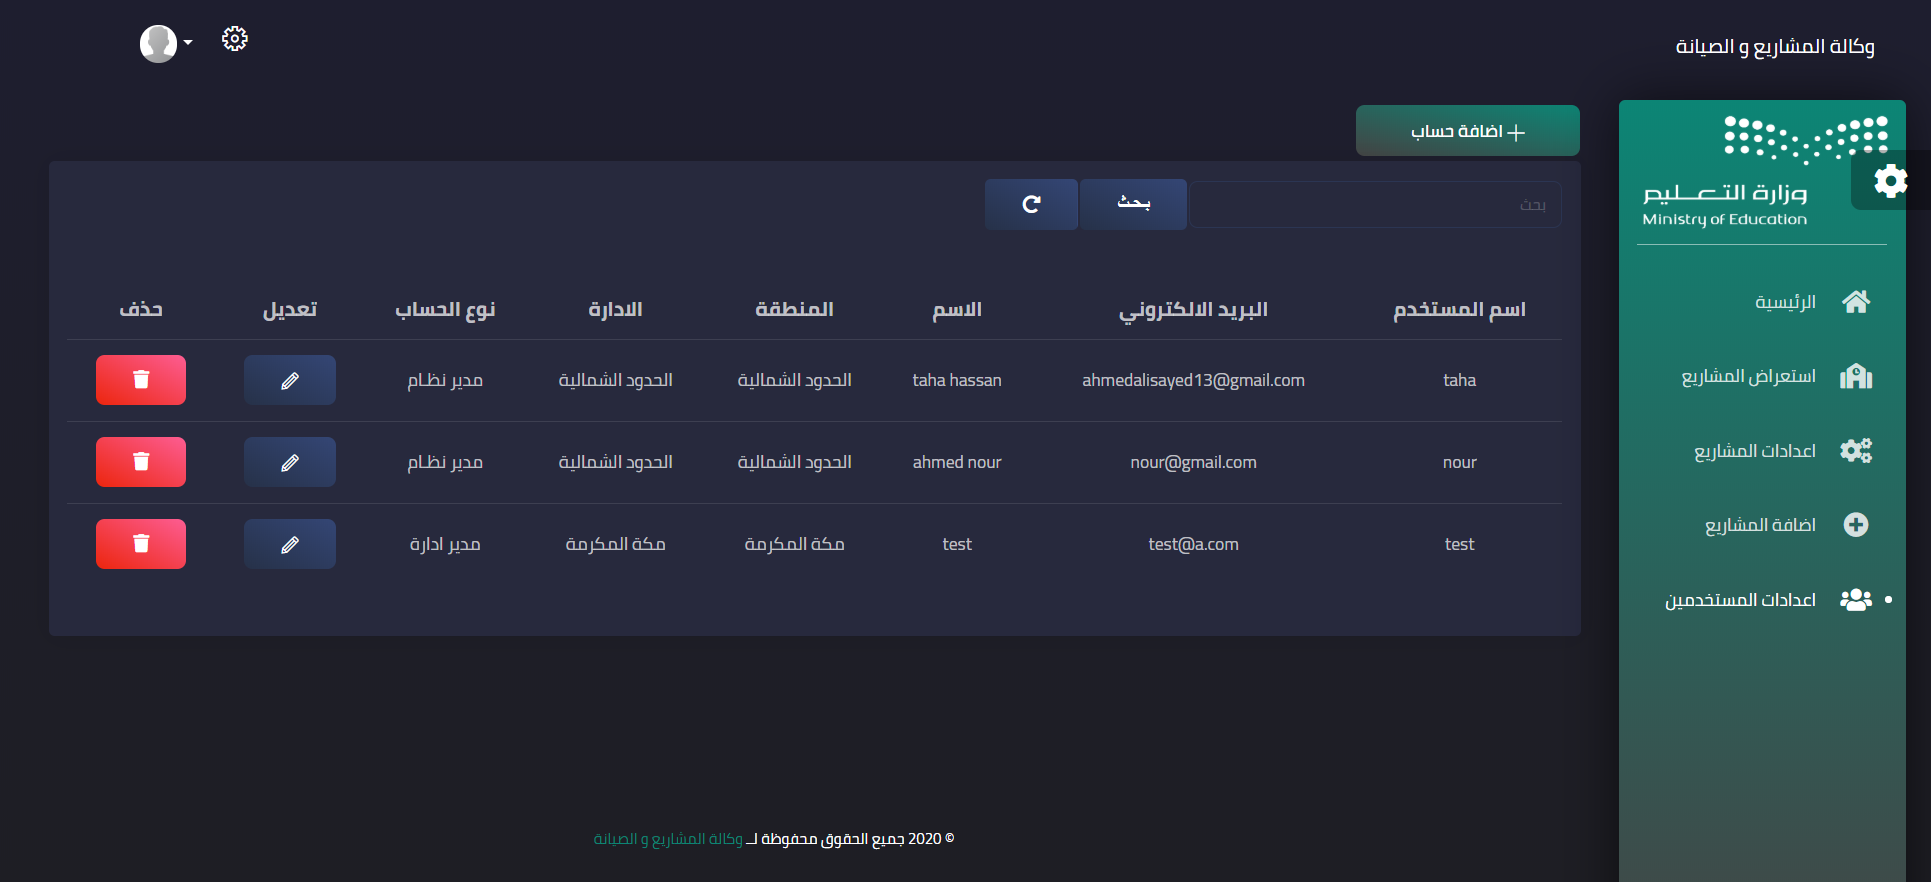 وكالة المشاريع و الصيانة
وزارة التعليم
Ministry of Education
الرئيسية
استعراض المشاريع
اعدادات المشاريع
اضافة المشاريع
اعدادات المستخدمين
اضافة حساب
بحث بحث
اسم المستخدم البريد الالكتروني الاسم المنطقة الادارة نوع الحساب تعديل حذف
taha ahmedalisayed13@gmail.com taha hassan الحدود الشمالية الحدود الشمالية مدير نظام
nour nour@gmail.com ahmed nour الحدود الشمالية الحدود الشمالية مدير نظام
test test@a.com test مكة المكرمة مكة المكرمة مدير ادارة
© 2020 جميع الحقوق محفوظة لــ وكالة المشاريع و الصيانة